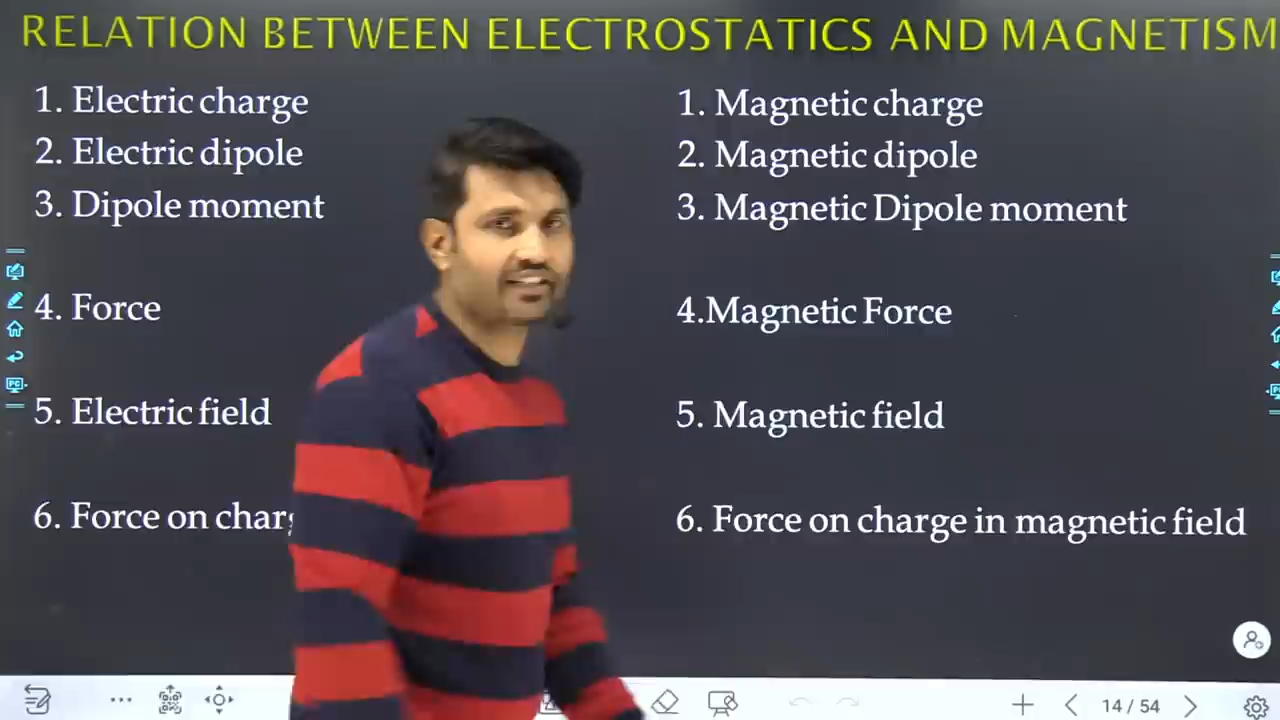 RELATION BETWEEN ELECTROSTATICS AND MAGNETISM
1. Electric charge
2. Electric dipole
3. Dipole moment
4. Force
5. Electric field
6. Force on
1. Magnetic charge
2. Magnetic dipole
3. Magnetic Dipole moment
4.Magnetic Force
5. Magnetic field
6. Force on charge in magnetic field
PC
14 / 54